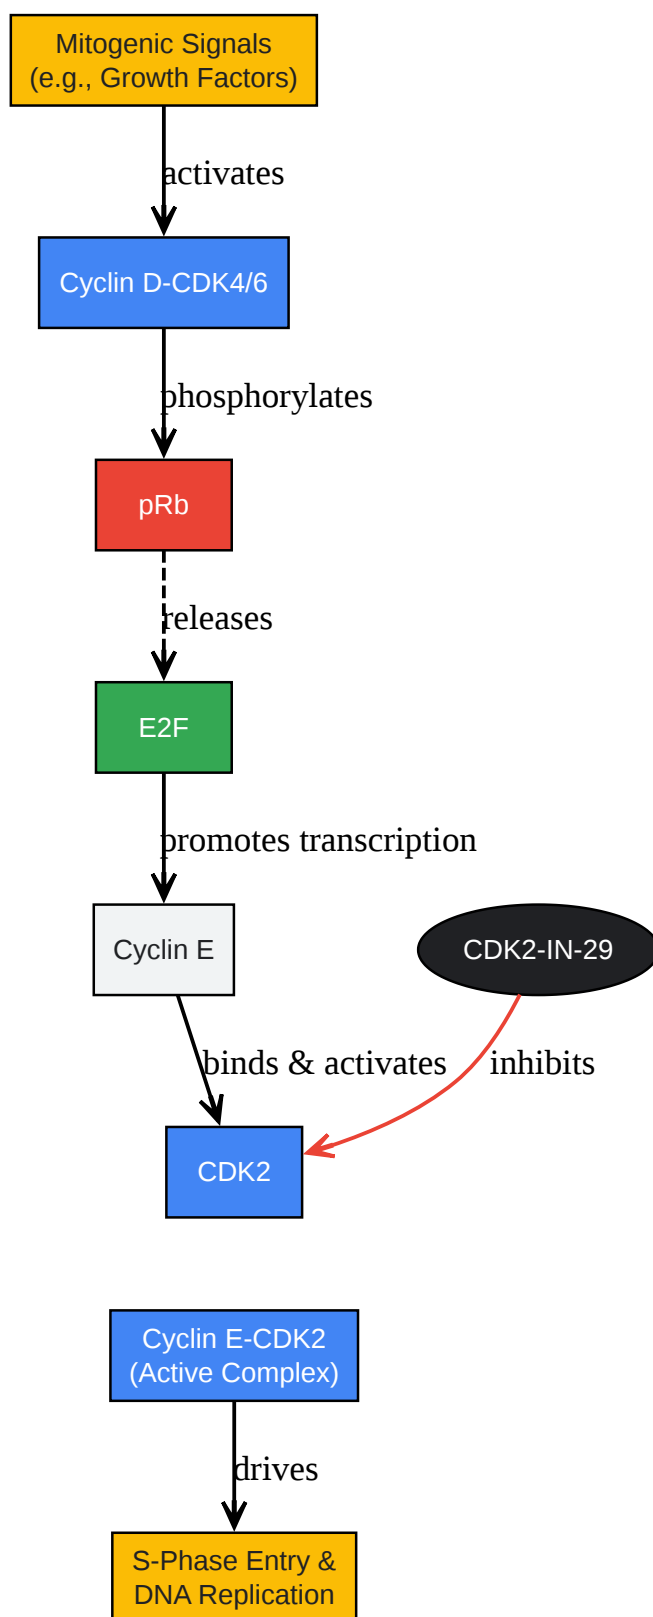 Mitogenic Signals
(e.g., Growth Factors)
activates
Cyclin D-CDK4/6
phosphorylates
pRb
releases
E2F
promotes transcription
Cyclin E
CDK2-IN-29
binds & activates
inhibits
CDK2
Cyclin E-CDK2
(Active Complex)
drives
S-Phase Entry &
DNA Replication